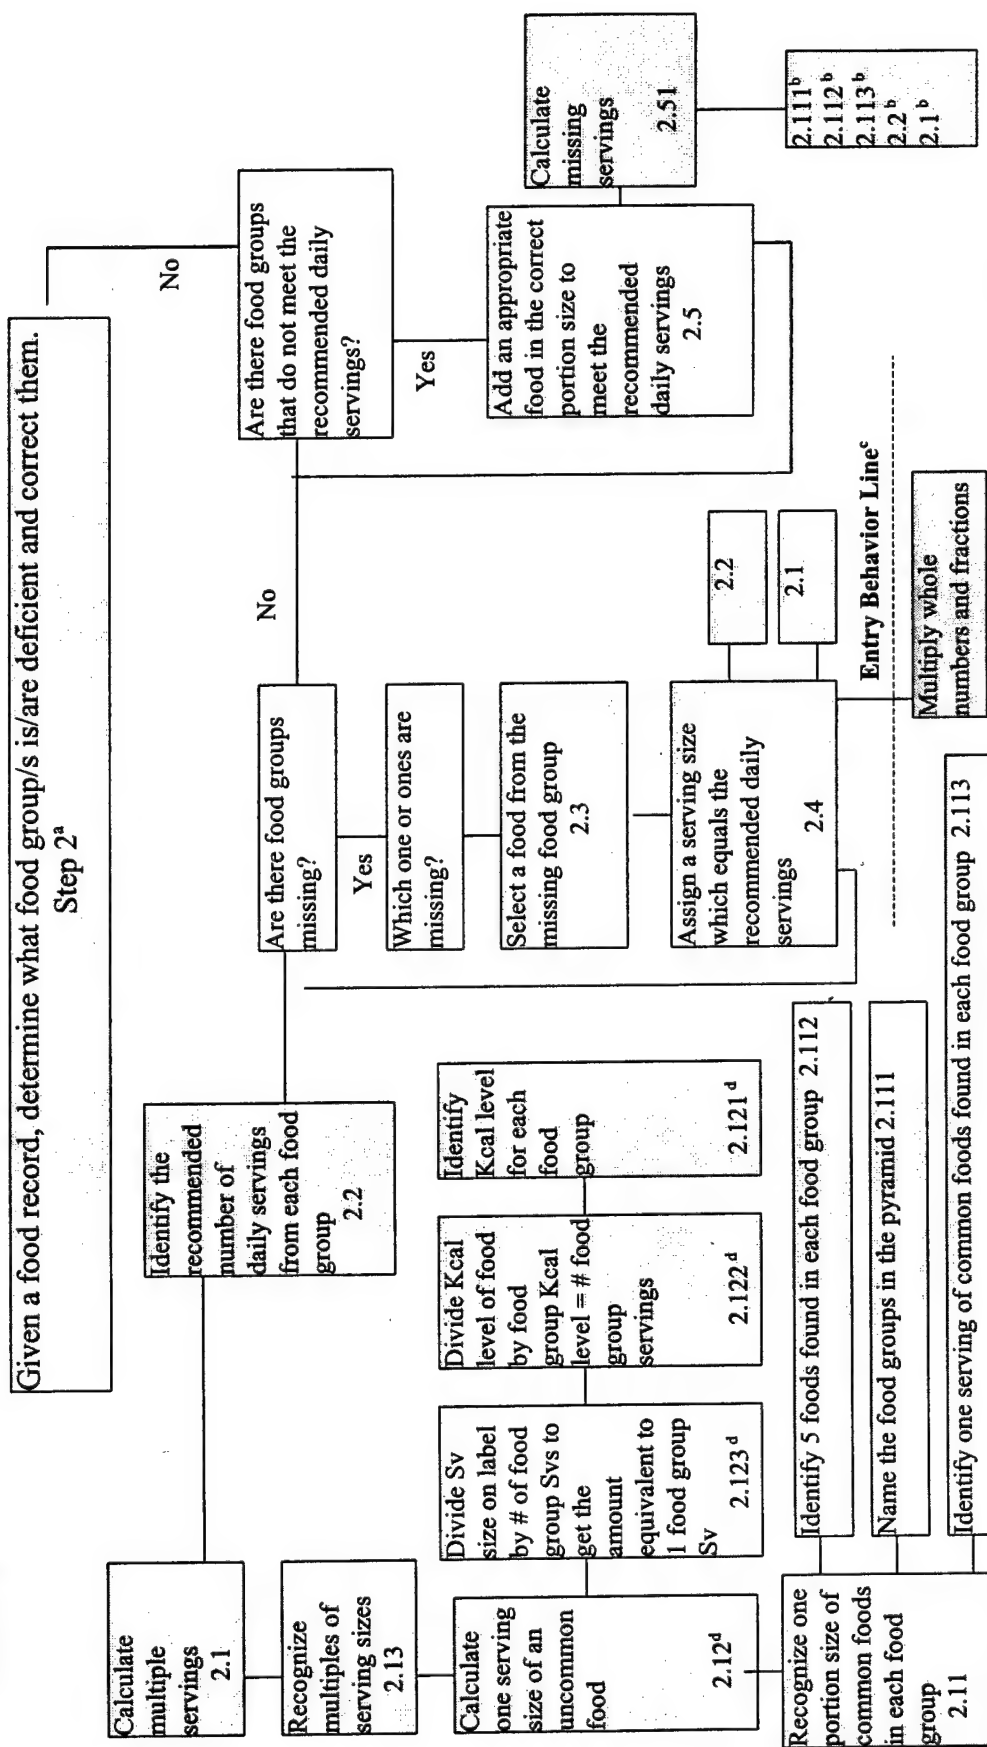 Given a food record, determine what food group/s is/are deficient and correct them.
Step 2ᵃ
Calculate
multiple
servings
2.1
Recognize
multiples of
serving sizes
2.13
Calculate
one serving
size of an
uncommon
food
2.12ᵈ
Recognize one
portion size of
common foods
in each food
group
2.11
Divide Sv
size on label
by # of food
group Svs to
get the
amount
equivalent to
1 food group
Sv
2.123ᵈ
Divide Kcal
level of food
by food
group Kcal
level = # food
group
servings
2.122ᵈ
Identify
Kcal level
for each
food
group
2.121ᵈ
Identify 5 foods found in each food group 2.112
Name the food groups in the pyramid 2.111
Identify one serving of common foods found in each food group 2.113
Identify the
recommended
number of
daily servings
from each food
group
2.2
Are there food groups
missing?
Yes
No
Which one or ones are
missing?
Select a food from the
missing food group
2.3
Assign a serving size
which equals the
recommended daily
servings
2.4
2.2
2.1
Entry Behavior Lineᶜ
Multiply whole
numbers and fractions
Are there food groups
that do not meet the
recommended daily
servings?
No
Yes
Add an appropriate
food in the correct
portion size to
meet the
recommended
daily servings
2.5
Calculate
missing
servings
2.51
2.111ᵇ
2.112ᵇ
2.113ᵇ
2.2ᵇ
2.1ᵇ